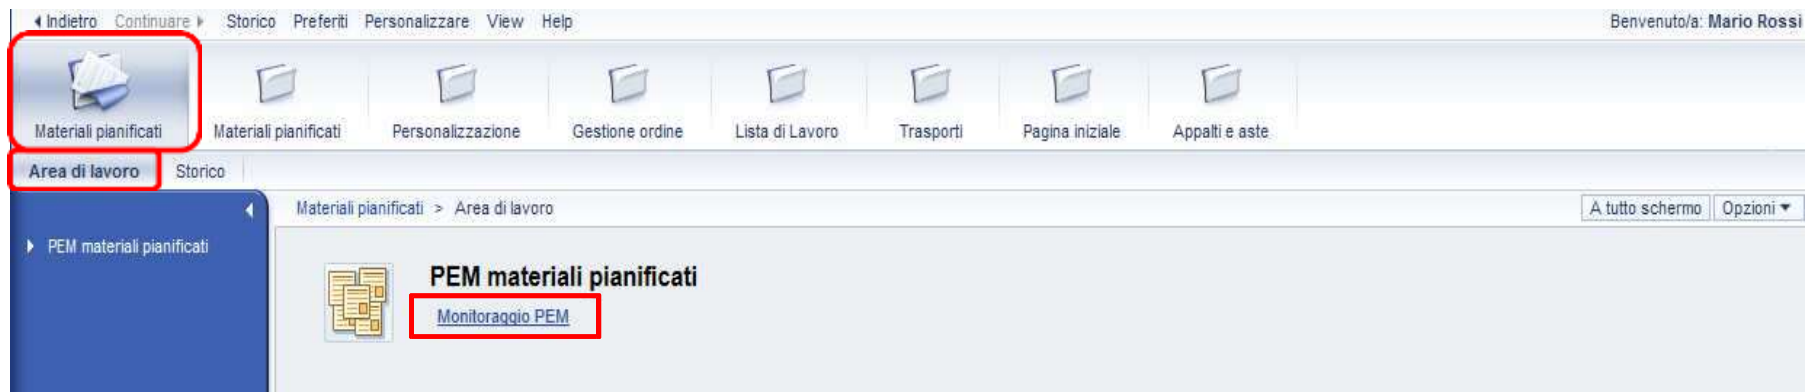 Indietro Continuare Storico Preferiti Personalizzare View Help Benvenuto/a: Mario Rossi
Materiali pianificati Materiali pianificati Personalizzazione Gestione ordine Lista di Lavoro Trasporti Pagina iniziale Appalti e aste
Area di lavoro Storico
Materiali pianificati > Area di lavoro A tutto schermo Opzioni
PEM materiali pianificati
PEM materiali pianificati
Monitoraggio PEM